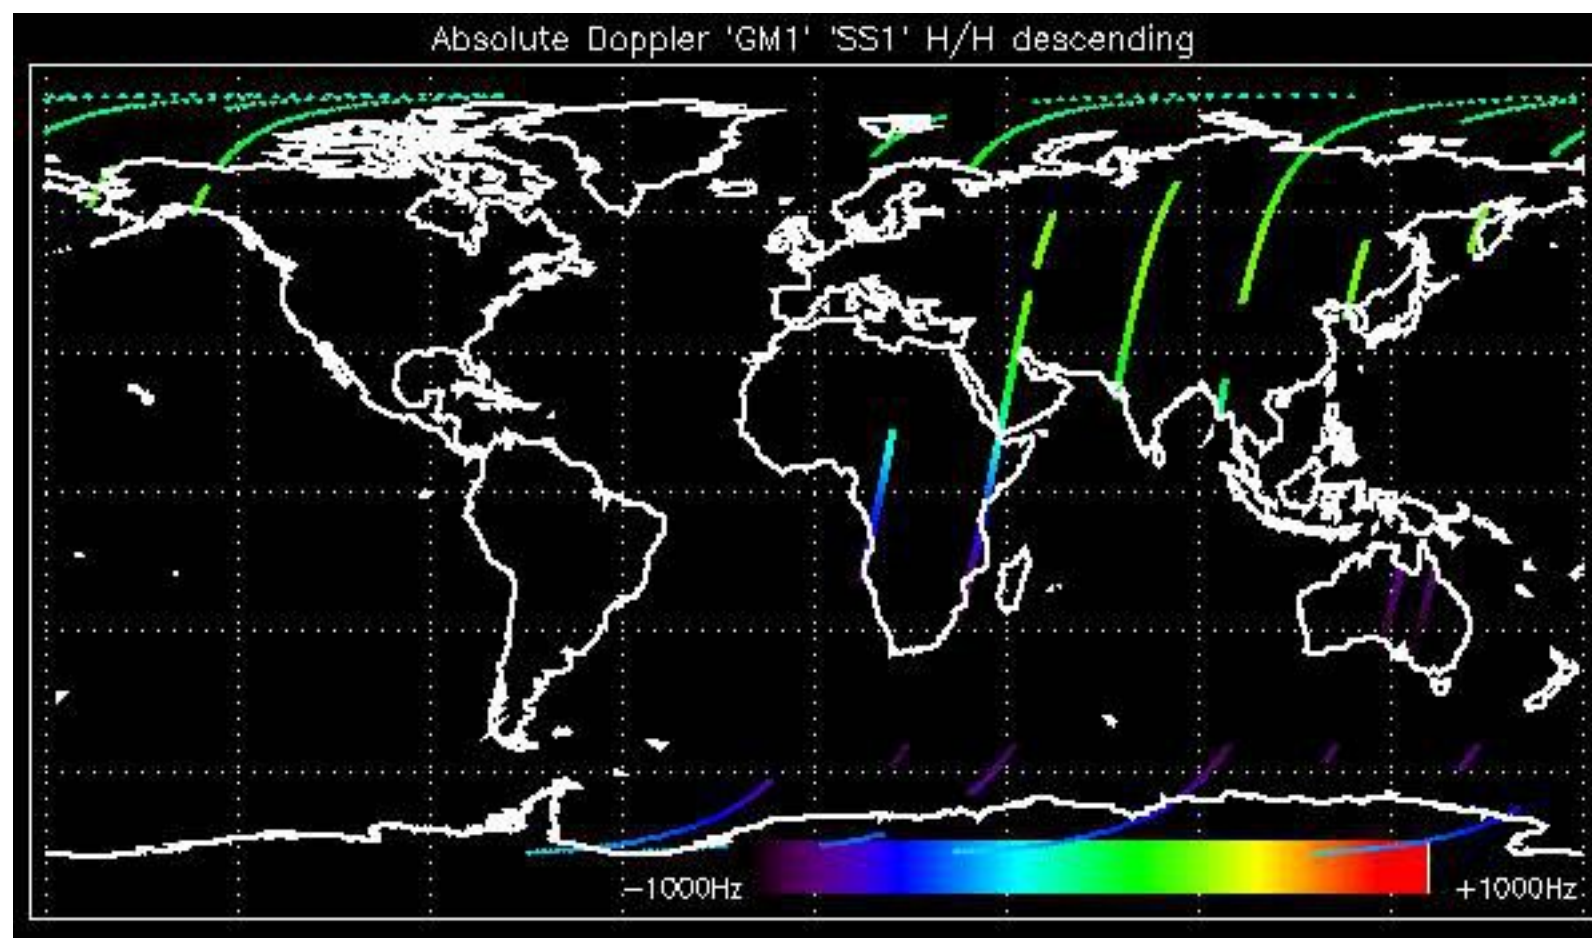 Absolute Doppler 'GM1' 'SS1' H/H descending
−1000Hz
+1000Hz